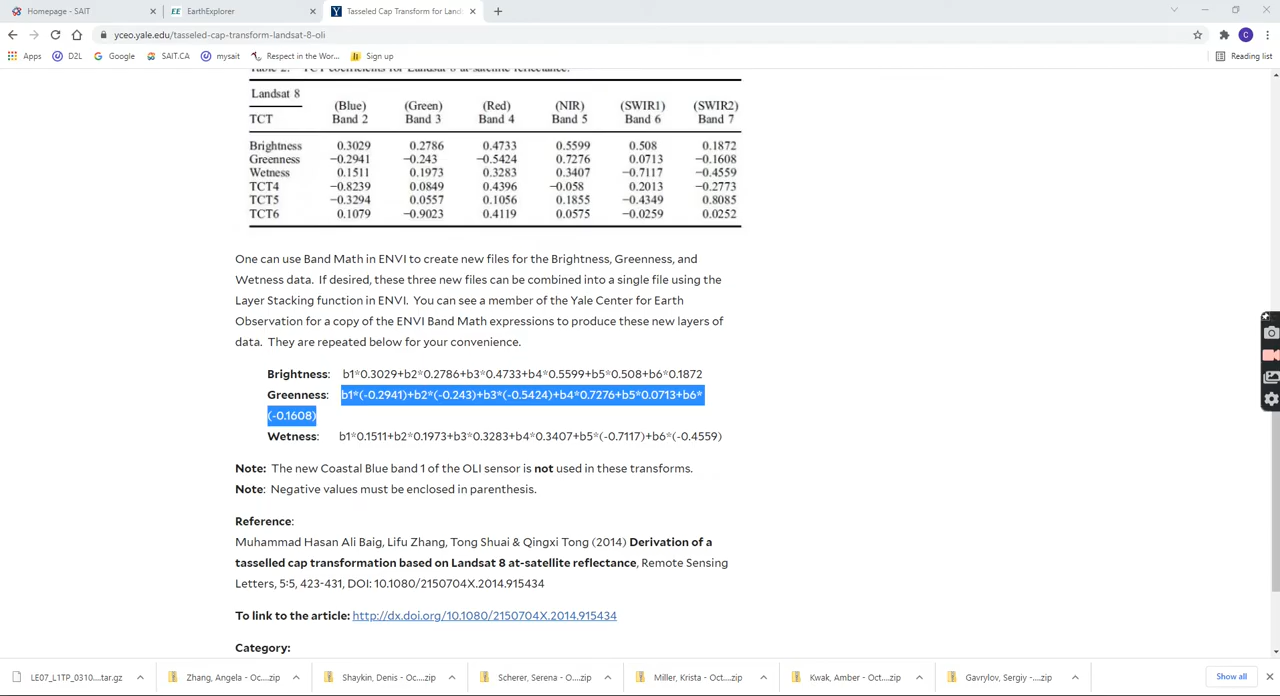 Homepage - SAIT
EE EarthExplorer
Y Tasseled Cap Transform for Land
yceo.yale.edu/tasseled-cap-transform-landsat-8-oli
C
Apps D2L Google SAIT.CA mysait Respect in the Wor... Sign up Reading list
Table 2. TCT coefficients for Landsat 8 at-satellite reflectance.
Landsat 8
(Blue) (Green) (Red) (NIR) (SWIR1) (SWIR2)
TCT Band 2 Band 3 Band 4 Band 5 Band 6 Band 7
Brightness 0.3029 0.2786 0.4733 0.5599 0.508 0.1872
Greenness −0.2941 −0.243 −0.5424 0.7276 0.0713 −0.1608
Wetness 0.1511 0.1973 0.3283 0.3407 −0.7117 −0.4559
TCT4 −0.8239 0.0849 0.4396 −0.058 0.2013 −0.2773
TCT5 −0.3294 0.0557 0.1056 0.1855 −0.4349 0.8085
TCT6 0.1079 −0.9023 0.4119 0.0575 −0.0259 0.0252
One can use Band Math in ENVI to create new files for the Brightness, Greenness, and
Wetness data. If desired, these three new files can be combined into a single file using the
Layer Stacking function in ENVI. You can see a member of the Yale Center for Earth
Observation for a copy of the ENVI Band Math expressions to produce these new layers of
data. They are repeated below for your convenience.
Brightness: b1*0.3029+b2*0.2786+b3*0.4733+b4*0.5599+b5*0.508+b6*0.1872
Greenness: b1*(-0.2941)+b2*(-0.243)+b3*(-0.5424)+b4*0.7276+b5*0.0713+b6*
(-0.1608)
Wetness: b1*0.1511+b2*0.1973+b3*0.3283+b4*0.3407+b5*(-0.7117)+b6*(-0.4559)
Note: The new Coastal Blue band 1 of the OLI sensor is not used in these transforms.
Note: Negative values must be enclosed in parenthesis.
Reference:
Muhammad Hasan Ali Baig, Lifu Zhang, Tong Shuai & Qingxi Tong (2014) Derivation of a
tasselled cap transformation based on Landsat 8 at-satellite reflectance, Remote Sensing
Letters, 5:5, 423-431, DOI: 10.1080/2150704X.2014.915434
To link to the article: http://dx.doi.org/10.1080/2150704X.2014.915434
Category:
LE07_L1TP_0310....tar.gz Zhang, Angela - Oc....zip Shaykin, Denis - Oct....zip Scherer, Serena - O....zip Miller, Krista - Oct....zip Kwak, Amber - Oct....zip Gavrylov, Sergiy -....zip Show all